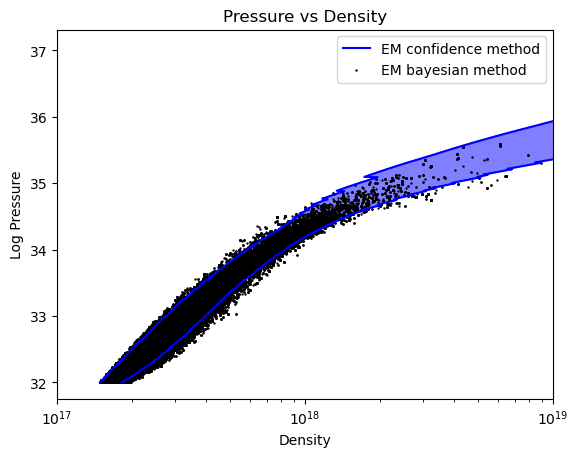 Pressure vs Density
EM confidence method
EM bayesian method
37
36
35
34
33
32
Log Pressure
10^17
10^18
10^19
Density